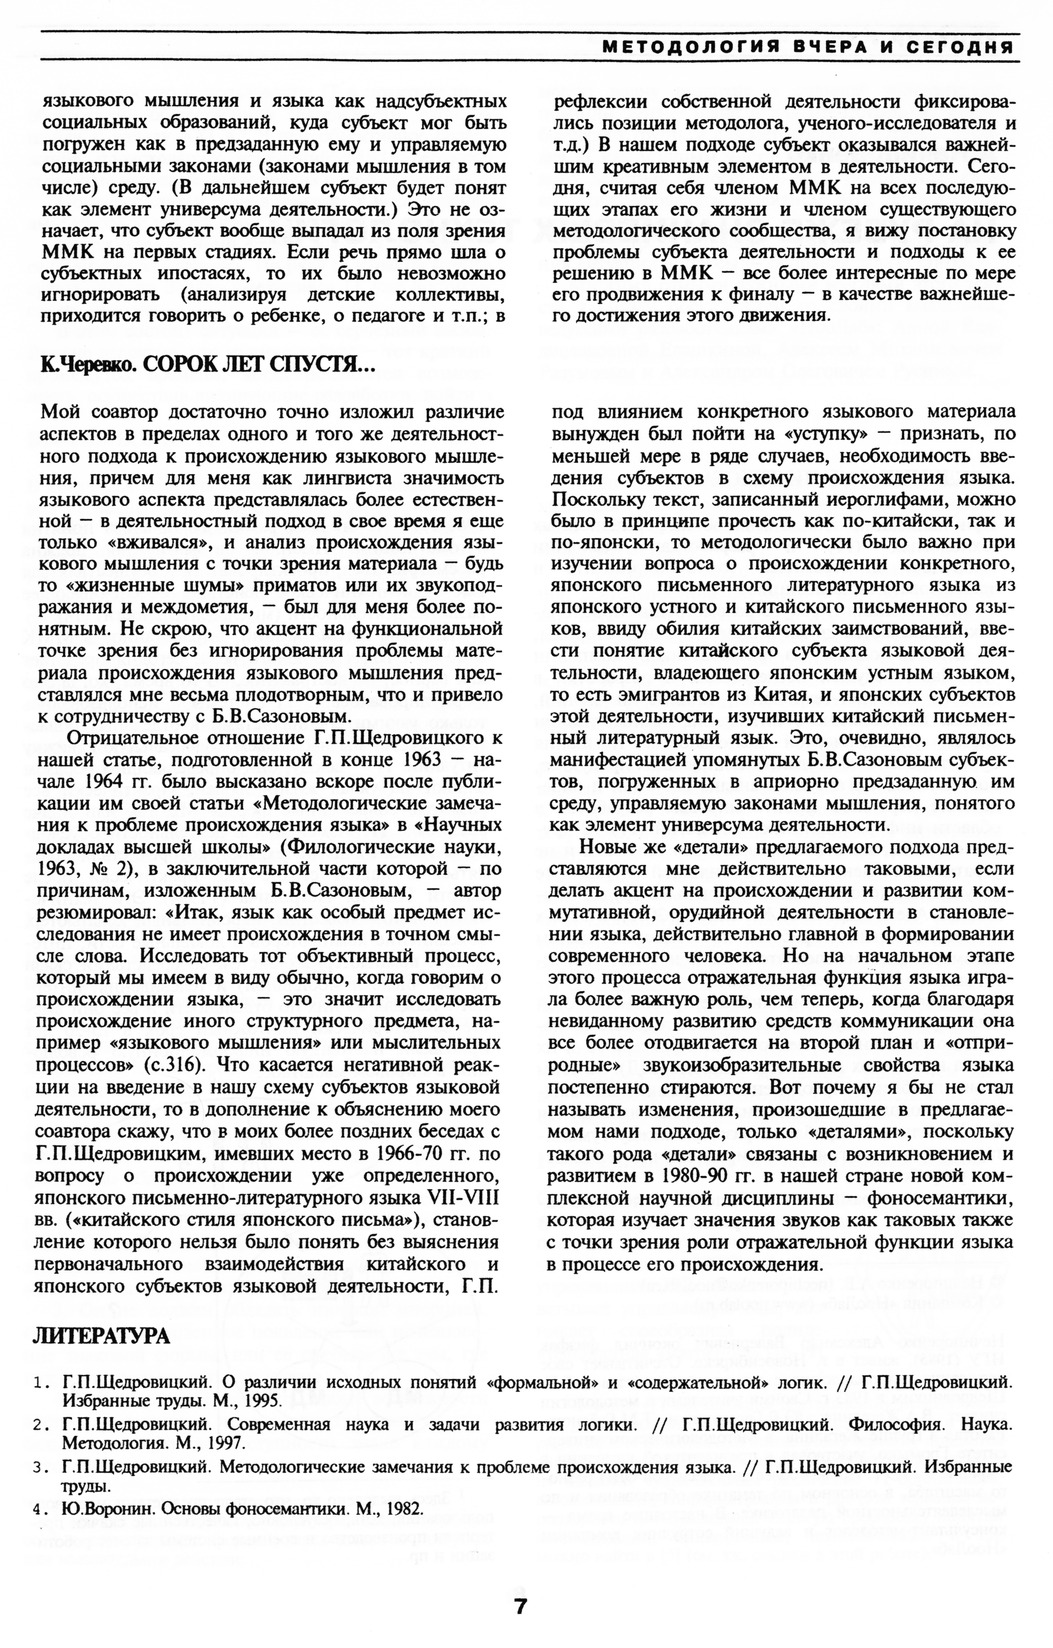 МЕТОДОЛОГИЯ ВЧЕРА И СЕГОДНЯ
языкового мышления и языка как надсубъектных
социальных образований, куда субъект мог быть
погружен как в предзаданную ему и управляемую
социальными законами (законами мышления в том
числе) среду. (В дальнейшем субъект будет понят
как элемент универсума деятельности.) Это не оз-
начает, что субъект вообще выпадал из поля зрения
ММК на первых стадиях. Если речь прямо шла о
субъектных ипостасях, то их было невозможно
игнорировать (анализируя детские коллективы,
приходится говорить о ребенке, о педагоге и т.п.; в
рефлексии собственной деятельности фиксирова-
лись позиции методолога, ученого-исследователя и
т.д.) В нашем подходе субъект оказывался важней-
шим креативным элементом в деятельности. Сего-
дня, считая себя членом ММК на всех последую-
щих этапах его жизни и членом существующего
методологического сообщества, я вижу постановку
проблемы субъекта деятельности и подходы к ее
решению в ММК — все более интересные по мере
его продвижения к финалу — в качестве важнейше-
го достижения этого движения.
К.Черевко. СОРОК ЛЕТ СПУСТЯ...
Мой соавтор достаточно точно изложил различие
аспектов в пределах одного и того же деятельност-
ного подхода к происхождению языкового мышле-
ния, причем для меня как лингвиста значимость
языкового аспекта представлялась более естествен-
ной — в деятельностный подход в свое время я еще
только «вживался», и анализ происхождения язы-
кового мышления с точки зрения материала — будь
то «жизненные шумы» приматов или их звукопод-
ражания и междометия, — был для меня более по-
нятным. Не скрою, что акцент на функциональной
точке зрения без игнорирования проблемы мате-
риала происхождения языкового мышления пред-
ставлялся мне весьма плодотворным, что и привело
к сотрудничеству с Б.В.Сазоновым.
Отрицательное отношение Г.П.Щедровицкого к
нашей статье, подготовленной в конце 1963 — на-
чале 1964 гг. было высказано вскоре после публи-
кации им своей статьи «Методологические замеча-
ния к проблеме происхождения языка» в «Научных
докладах высшей школы» (Филологические науки,
1963, № 2), в заключительной части которой — по
причинам, изложенным Б.В.Сазоновым, — автор
резюмировал: «Итак, язык как особый предмет ис-
следования не имеет происхождения в точном смы-
сле слова. Исследовать тот объективный процесс,
который мы имеем в виду обычно, когда говорим о
происхождении языка, — это значит исследовать
происхождение иного структурного предмета, на-
пример «языкового мышления» или мыслительных
процессов» (с.316). Что касается негативной реак-
ции на введение в нашу схему субъектов языковой
деятельности, то в дополнение к объяснению моего
соавтора скажу, что в моих более поздних беседах с
Г.П.Щедровицким, имевших место в 1966-70 гг. по
вопросу о происхождении уже определенного,
японского письменно-литературного языка VII-VIII
вв. («китайского стиля японского письма»), станов-
ление которого нельзя было понять без выяснения
первоначального взаимодействия китайского и
японского субъектов языковой деятельности, Г.П.
под влиянием конкретного языкового материала
вынужден был пойти на «уступку» — признать, по
меньшей мере в ряде случаев, необходимость вве-
дения субъектов в схему происхождения языка.
Поскольку текст, записанный иероглифами, можно
было в принципе прочесть как по-китайски, так и
по-японски, то методологически было важно при
изучении вопроса о происхождении конкретного,
японского письменного литературного языка из
японского устного и китайского письменного язы-
ков, ввиду обилия китайских заимствований, вве-
сти понятие китайского субъекта языковой дея-
тельности, владеющего японским устным языком,
то есть эмигрантов из Китая, и японских субъектов
этой деятельности, изучивших китайский письмен-
ный литературный язык. Это, очевидно, являлось
манифестацией упомянутых Б.В.Сазоновым субъек-
тов, погруженных в априорно предзаданную им
среду, управляемую законами мышления, понятого
как элемент универсума деятельности.
Новые же «детали» предлагаемого подхода пред-
ставляются мне действительно таковыми, если
делать акцент на происхождении и развитии ком-
мутативной, орудийной деятельности в становле-
нии языка, действительно главной в формировании
современного человека. Но на начальном этапе
этого процесса отражательная функция языка игра-
ла более важную роль, чем теперь, когда благодаря
невиданному развитию средств коммуникации она
все более отодвигается на второй план и «отпри-
родные» звукоизобразительные свойства языка
постепенно стираются. Вот почему я бы не стал
называть изменения, произошедшие в предлагае-
мом нами подходе, только «деталями», поскольку
такого рода «детали» связаны с возникновением и
развитием в 1980-90 гг. в нашей стране новой ком-
плексной научной дисциплины — фоносемантики,
которая изучает значения звуков как таковых также
с точки зрения роли отражательной функции языка
в процессе его происхождения.
ЛИТЕРАТУРА
1. Г.П.Щедровицкий. О различии исходных понятий «формальной» и «содержательной» логик. // Г.П.Щедровицкий.
Избранные труды. М., 1995.
2. Г.П.Щедровицкий. Современная наука и задачи развития логики. // Г.П.Щедровицкий. Философия. Наука.
Методология. М., 1997.
3. Г.П.Щедровицкий. Методологические замечания к проблеме происхождения языка. // Г.П.Щедровицкий. Избранные
труды.
4. Ю.Воронин. Основы фоносемантики. М., 1982.
7